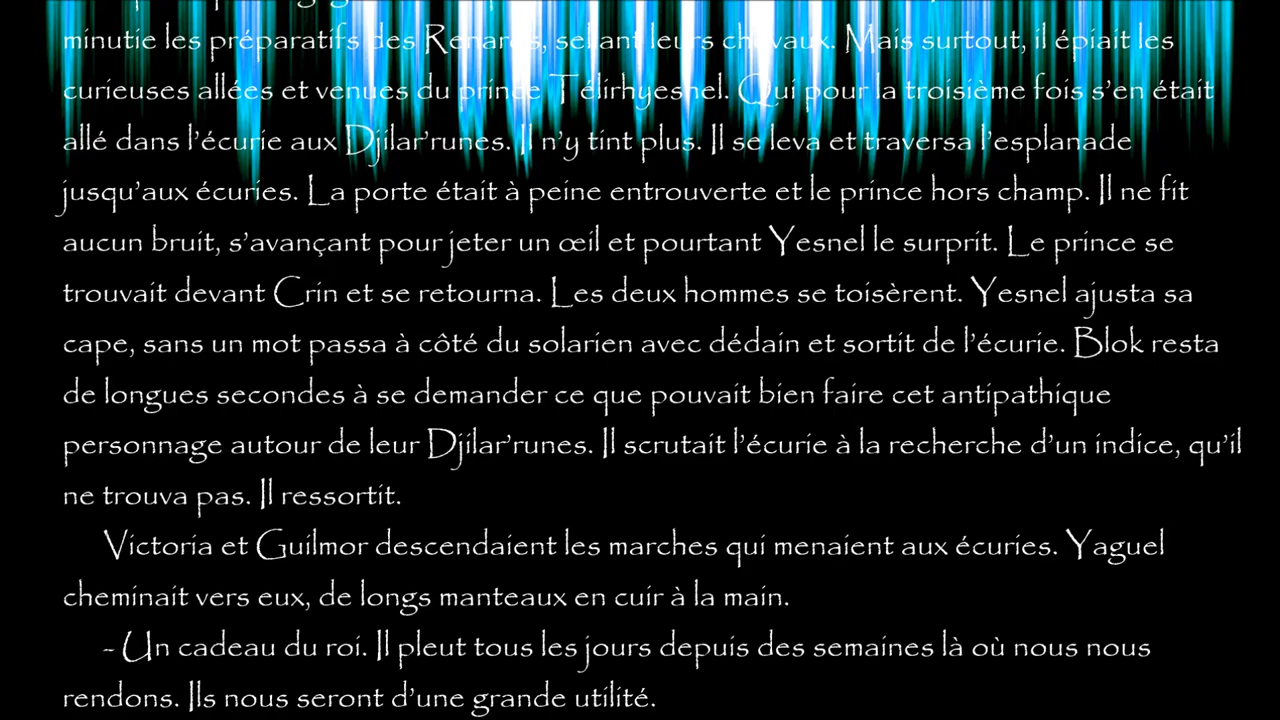 minutie les préparatifs des Renards, sellant leurs chevaux. Mais surtout, il épiait les
curieuses allées et venues du prince Télirhyesnel. Qui pour la troisième fois s'en était
allé dans l'écurie aux Djilar'runes. Il n'y tint plus. Il se leva et traversa l'esplanade
jusqu'aux écuries. La porte était à peine entrouverte et le prince hors champ. Il ne fit
aucun bruit, s'avançant pour jeter un œil et pourtant Yesnel le surprit. Le prince se
trouvait devant Crin et se retourna. Les deux hommes se toisèrent. Yesnel ajusta sa
cape, sans un mot passa à côté du solarien avec dédain et sortit de l'écurie. Blok resta
de longues secondes à se demander ce que pouvait bien faire cet antipathique
personnage autour de leur Djilar'runes. Il scrutait l'écurie à la recherche d'un indice, qu'il
ne trouva pas. Il ressortit.
Victoria et Guilmor descendaient les marches qui menaient aux écuries. Yaguel
cheminait vers eux, de longs manteaux en cuir à la main.
- Un cadeau du roi. Il pleut tous les jours depuis des semaines là où nous nous
rendons. Ils nous seront d'une grande utilité.